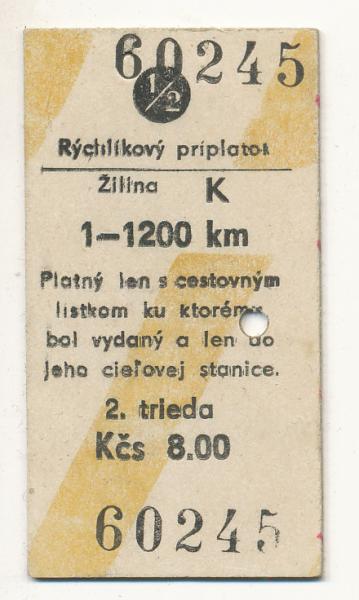 60245
1/2
Rýchlikový príplatok
Žilina K
1—1200 km
Platný len s cestovným
lístkom ku ktorému
bol vydaný a len do
jeho cieľovej stanice.
2. trieda
Kčs 8.00
60245